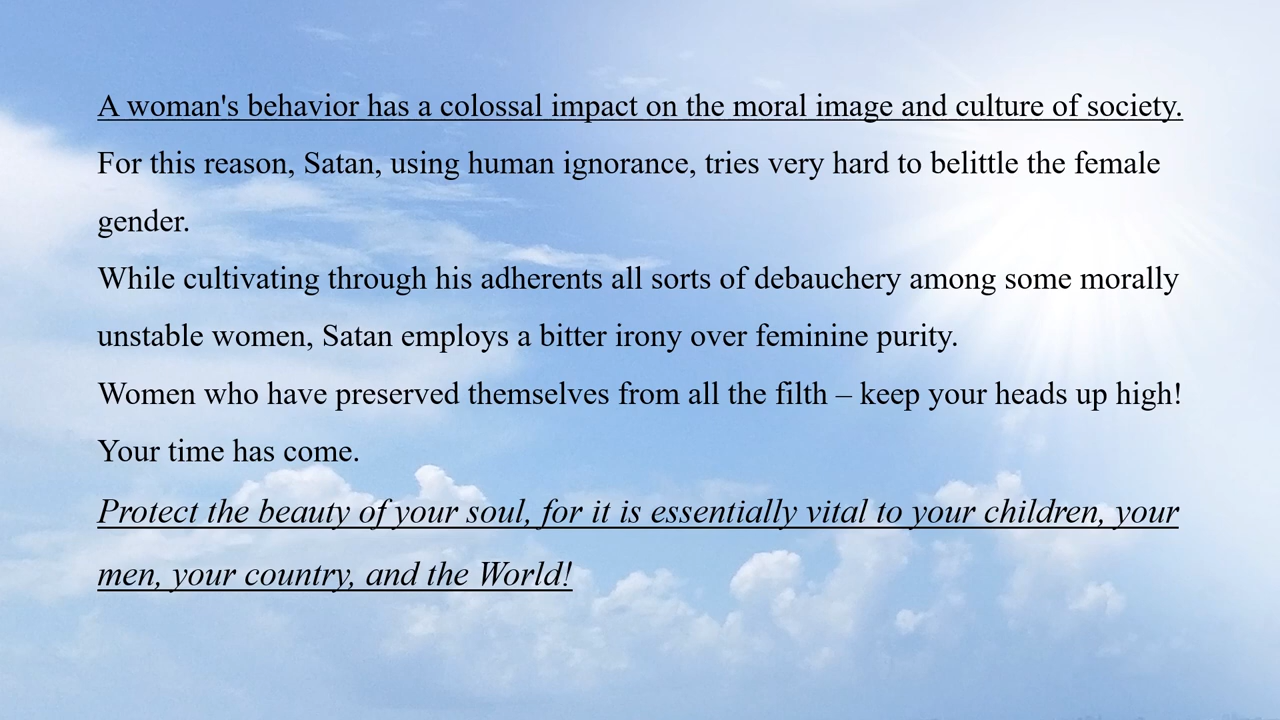 A woman's behavior has a colossal impact on the moral image and culture of society.
For this reason, Satan, using human ignorance, tries very hard to belittle the female
gender.
While cultivating through his adherents all sorts of debauchery among some morally
unstable women, Satan employs a bitter irony over feminine purity.
Women who have preserved themselves from all the filth – keep your heads up high!
Your time has come.
Protect the beauty of your soul, for it is essentially vital to your children, your
men, your country, and the World!